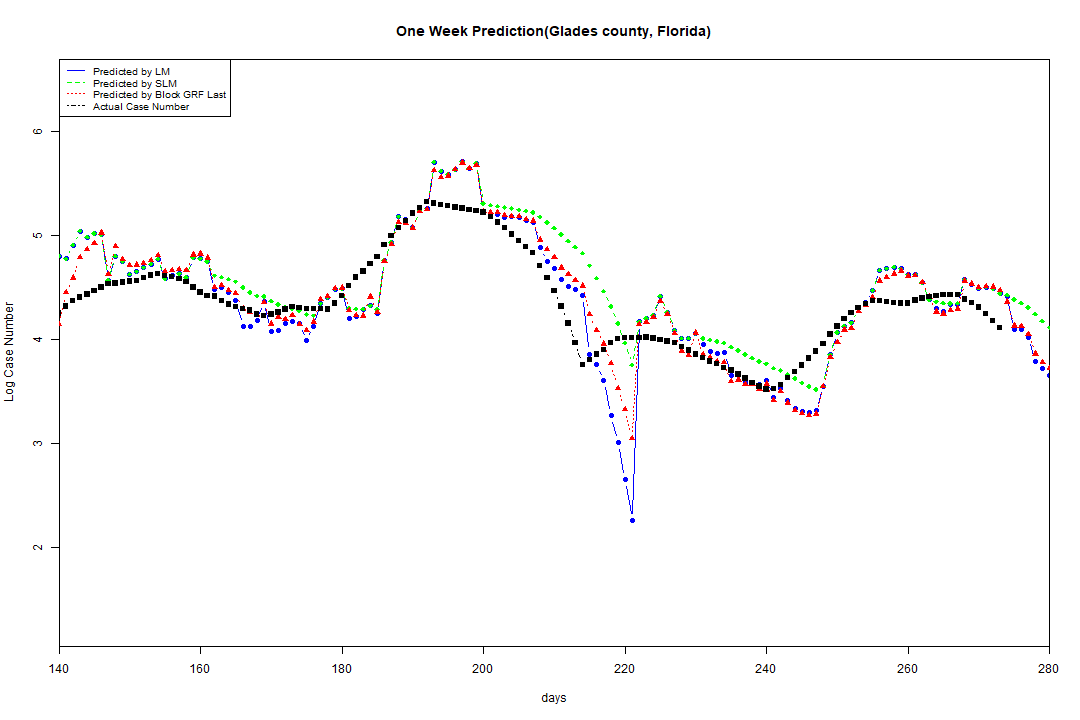 One Week Prediction(Glades county, Florida)
Predicted by LM
Predicted by SLM
Predicted by Block GRF Last
Actual Case Number
6
5
4
3
2
Log Case Number
140 160 180 200 220 240 260 280
days